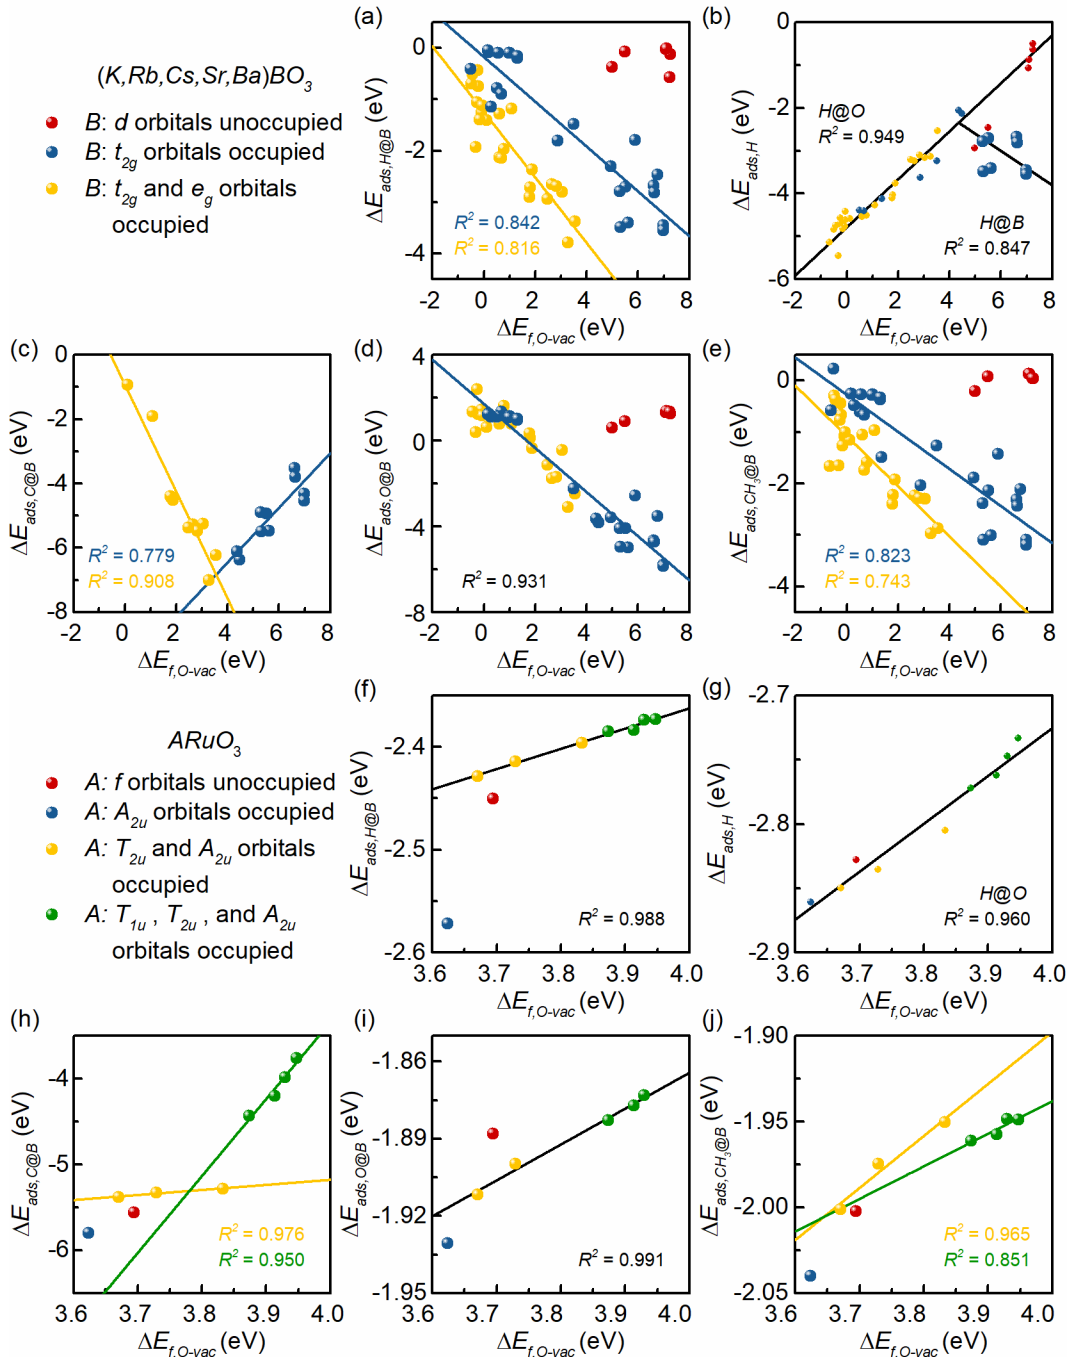 (a)
(b)
(K,Rb,Cs,Sr,Ba)BO3
B: d orbitals unoccupied
B: t2g orbitals occupied
B: t2g and eg orbitals
occupied
0
-2
-4
ΔEads,H@B (eV)
R² = 0.842
R² = 0.816
-2 0 2 4 6 8
ΔEf,O-vac (eV)
0
-2
-4
-6
ΔEads,H (eV)
H@O
R² = 0.949
H@B
R² = 0.847
-2 0 2 4 6 8
ΔEf,O-vac (eV)
(c)
(d)
(e)
0
-2
-4
-6
-8
ΔEads,C@B (eV)
R² = 0.779
R² = 0.908
-2 0 2 4 6 8
ΔEf,O-vac (eV)
4
0
-4
-8
ΔEads,O@B (eV)
R² = 0.931
-2 0 2 4 6 8
ΔEf,O-vac (eV)
0
-2
-4
ΔEads,CH3@B (eV)
R² = 0.823
R² = 0.743
-2 0 2 4 6 8
ΔEf,O-vac (eV)
(f)
(g)
ARuO3
A: f orbitals unoccupied
A: A2u orbitals occupied
A: T2u and A2u orbitals
occupied
A: T1u , T2u , and A2u
orbitals occupied
-2.4
-2.5
-2.6
ΔEads,H@B (eV)
R² = 0.988
3.6 3.7 3.8 3.9 4.0
ΔEf,O-vac (eV)
-2.7
-2.8
-2.9
ΔEads,H (eV)
H@O
R² = 0.960
3.6 3.7 3.8 3.9 4.0
ΔEf,O-vac (eV)
(h)
(i)
(j)
-4
-5
-6
ΔEads,C@B (eV)
R² = 0.976
R² = 0.950
3.6 3.7 3.8 3.9 4.0
ΔEf,O-vac (eV)
-1.86
-1.89
-1.92
-1.95
ΔEads,O@B (eV)
R² = 0.991
3.6 3.7 3.8 3.9 4.0
ΔEf,O-vac (eV)
-1.90
-1.95
-2.00
-2.05
ΔEads,CH3@B (eV)
R² = 0.965
R² = 0.851
3.6 3.7 3.8 3.9 4.0
ΔEf,O-vac (eV)